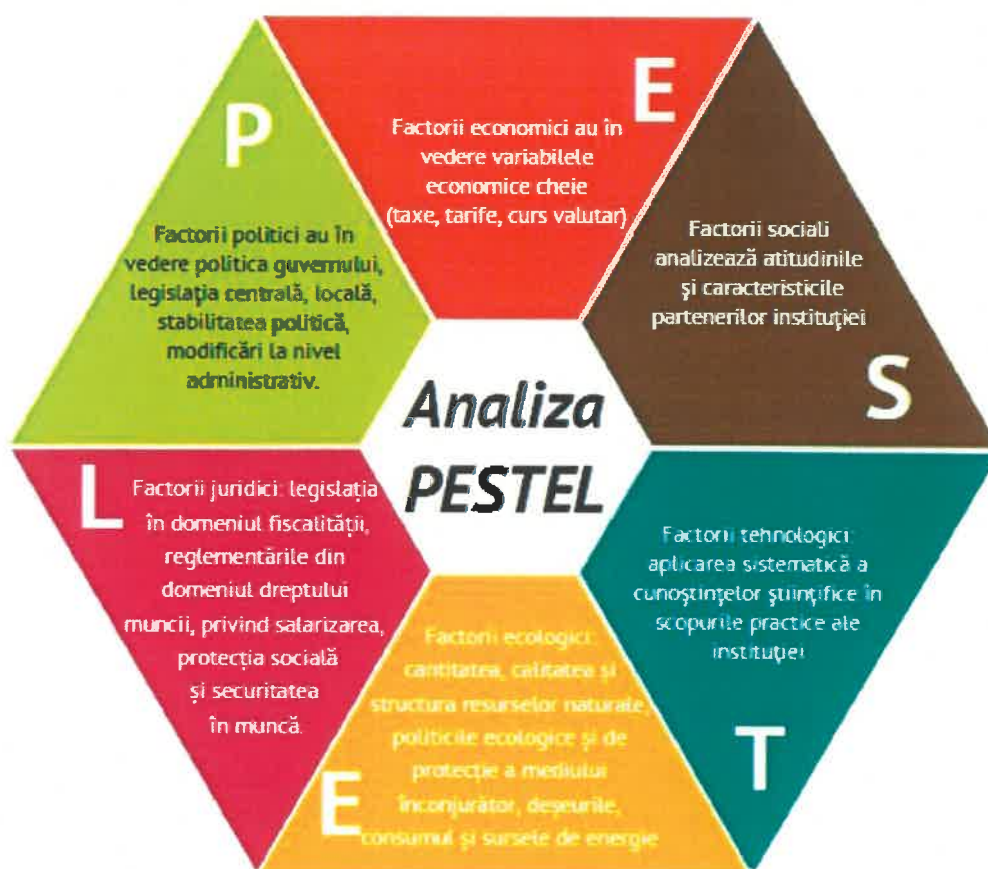 P
Factorii politici au în
vedere politica guvernului,
legislația centrală, locală,
stabilitatea politică,
modificări la nivel
administrativ.
E
Factorii economici au în
vedere variabilele
economice cheie
(taxe, tarife, curs valutar)
Factorii sociali
analizează atitudinile
și caracteristicile
partenerilor instituției
S
Analiza
PESTEL
Factorii tehnologici:
aplicarea sistematică a
cunoștințelor științifice în
scopurile practice ale
instituției
T
Factorii ecologici:
cantitatea, calitatea și
structura resurselor naturale,
politicile ecologice și de
protecție a mediului
înconjurător, deșeurile,
consumul și sursele de energie
E
L
Factorii juridici: legislația
în domeniul fiscalității,
reglementările din
domeniul dreptului
muncii, privind salarizarea,
protecția socială
și securitatea
în muncă.